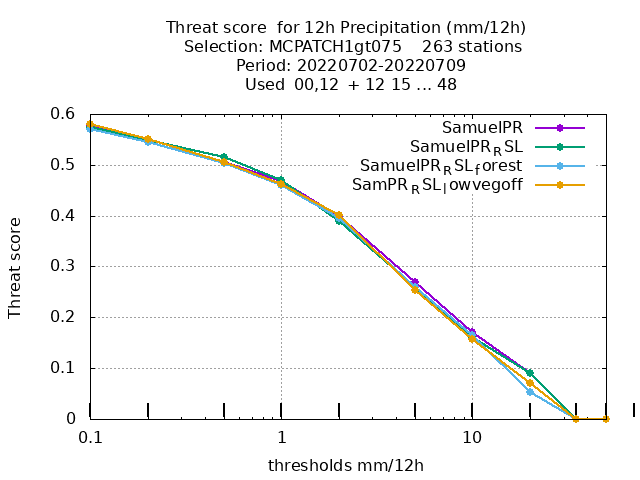 Threat score  for 12h Precipitation (mm/12h)
Selection: MCPATCH1gt075    263 stations
Period: 20220702-20220709
Used  00,12  + 12 15 ... 48
SamuelPR
SamuelPR_RSL
SamuelPR_RSL_forest
SamPR_RSL_lowvegoff
Threat score
0.6
0.5
0.4
0.3
0.2
0.1
0
0.1
1
10
thresholds mm/12h